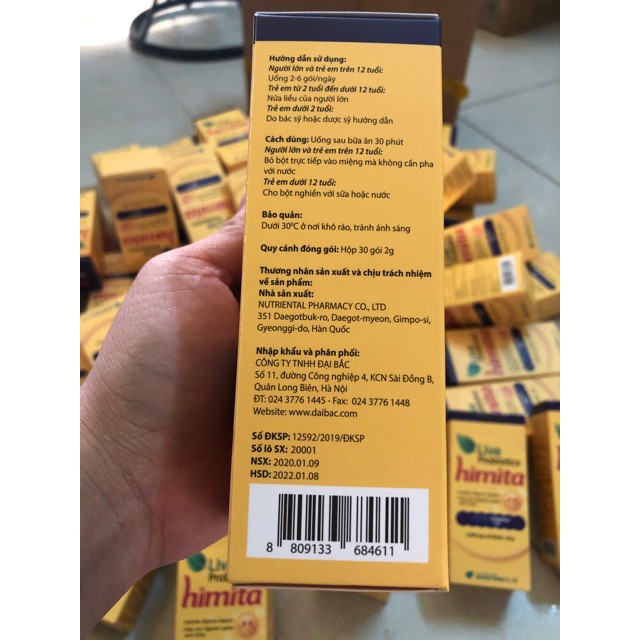 Hướng dẫn sử dụng:
Người lớn và trẻ em trên 12 tuổi:
Uống 2-6 gói/ngày
Trẻ em từ 2 tuổi đến dưới 12 tuổi:
Nửa liều của người lớn
Trẻ em dưới 2 tuổi:
Do bác sỹ hoặc dược sỹ hướng dẫn
Cách dùng: Uống sau bữa ăn 30 phút
Người lớn và trẻ em trên 12 tuổi:
Bỏ bột trực tiếp vào miệng mà không cần pha
với nước
Trẻ em dưới 12 tuổi:
Cho bột nghiền với sữa hoặc nước
Bảo quản:
Dưới 30ºC ở nơi khô ráo, tránh ánh sáng
Quy cánh đóng gói: Hộp 30 gói 2g
Thương nhân sản xuất và chịu trách nhiệm
về sản phẩm:
Nhà sản xuất:
NUTRIENTAL PHARMACY CO., LTD
351 Daegotbuk-ro, Daegot-myeon, Gimpo-si,
Gyeonggi-do, Hàn Quốc
Nhập khẩu và phân phối:
CÔNG TY TNHH ĐẠI BẮC
Số 11, đường Công nghiệp 4, KCN Sài Đồng B,
Quận Long Biên, Hà Nội
ĐT: 024 3776 1445 - Fax: 024 3776 1448
Website: www.daibac.com
Số ĐKSP: 12592/2019/ĐKSP
Số lô SX: 20001
NSX: 2020.01.09
HSD: 2022.01.08
8 809133 684611
Live
Probiotics
himita
Live
himita